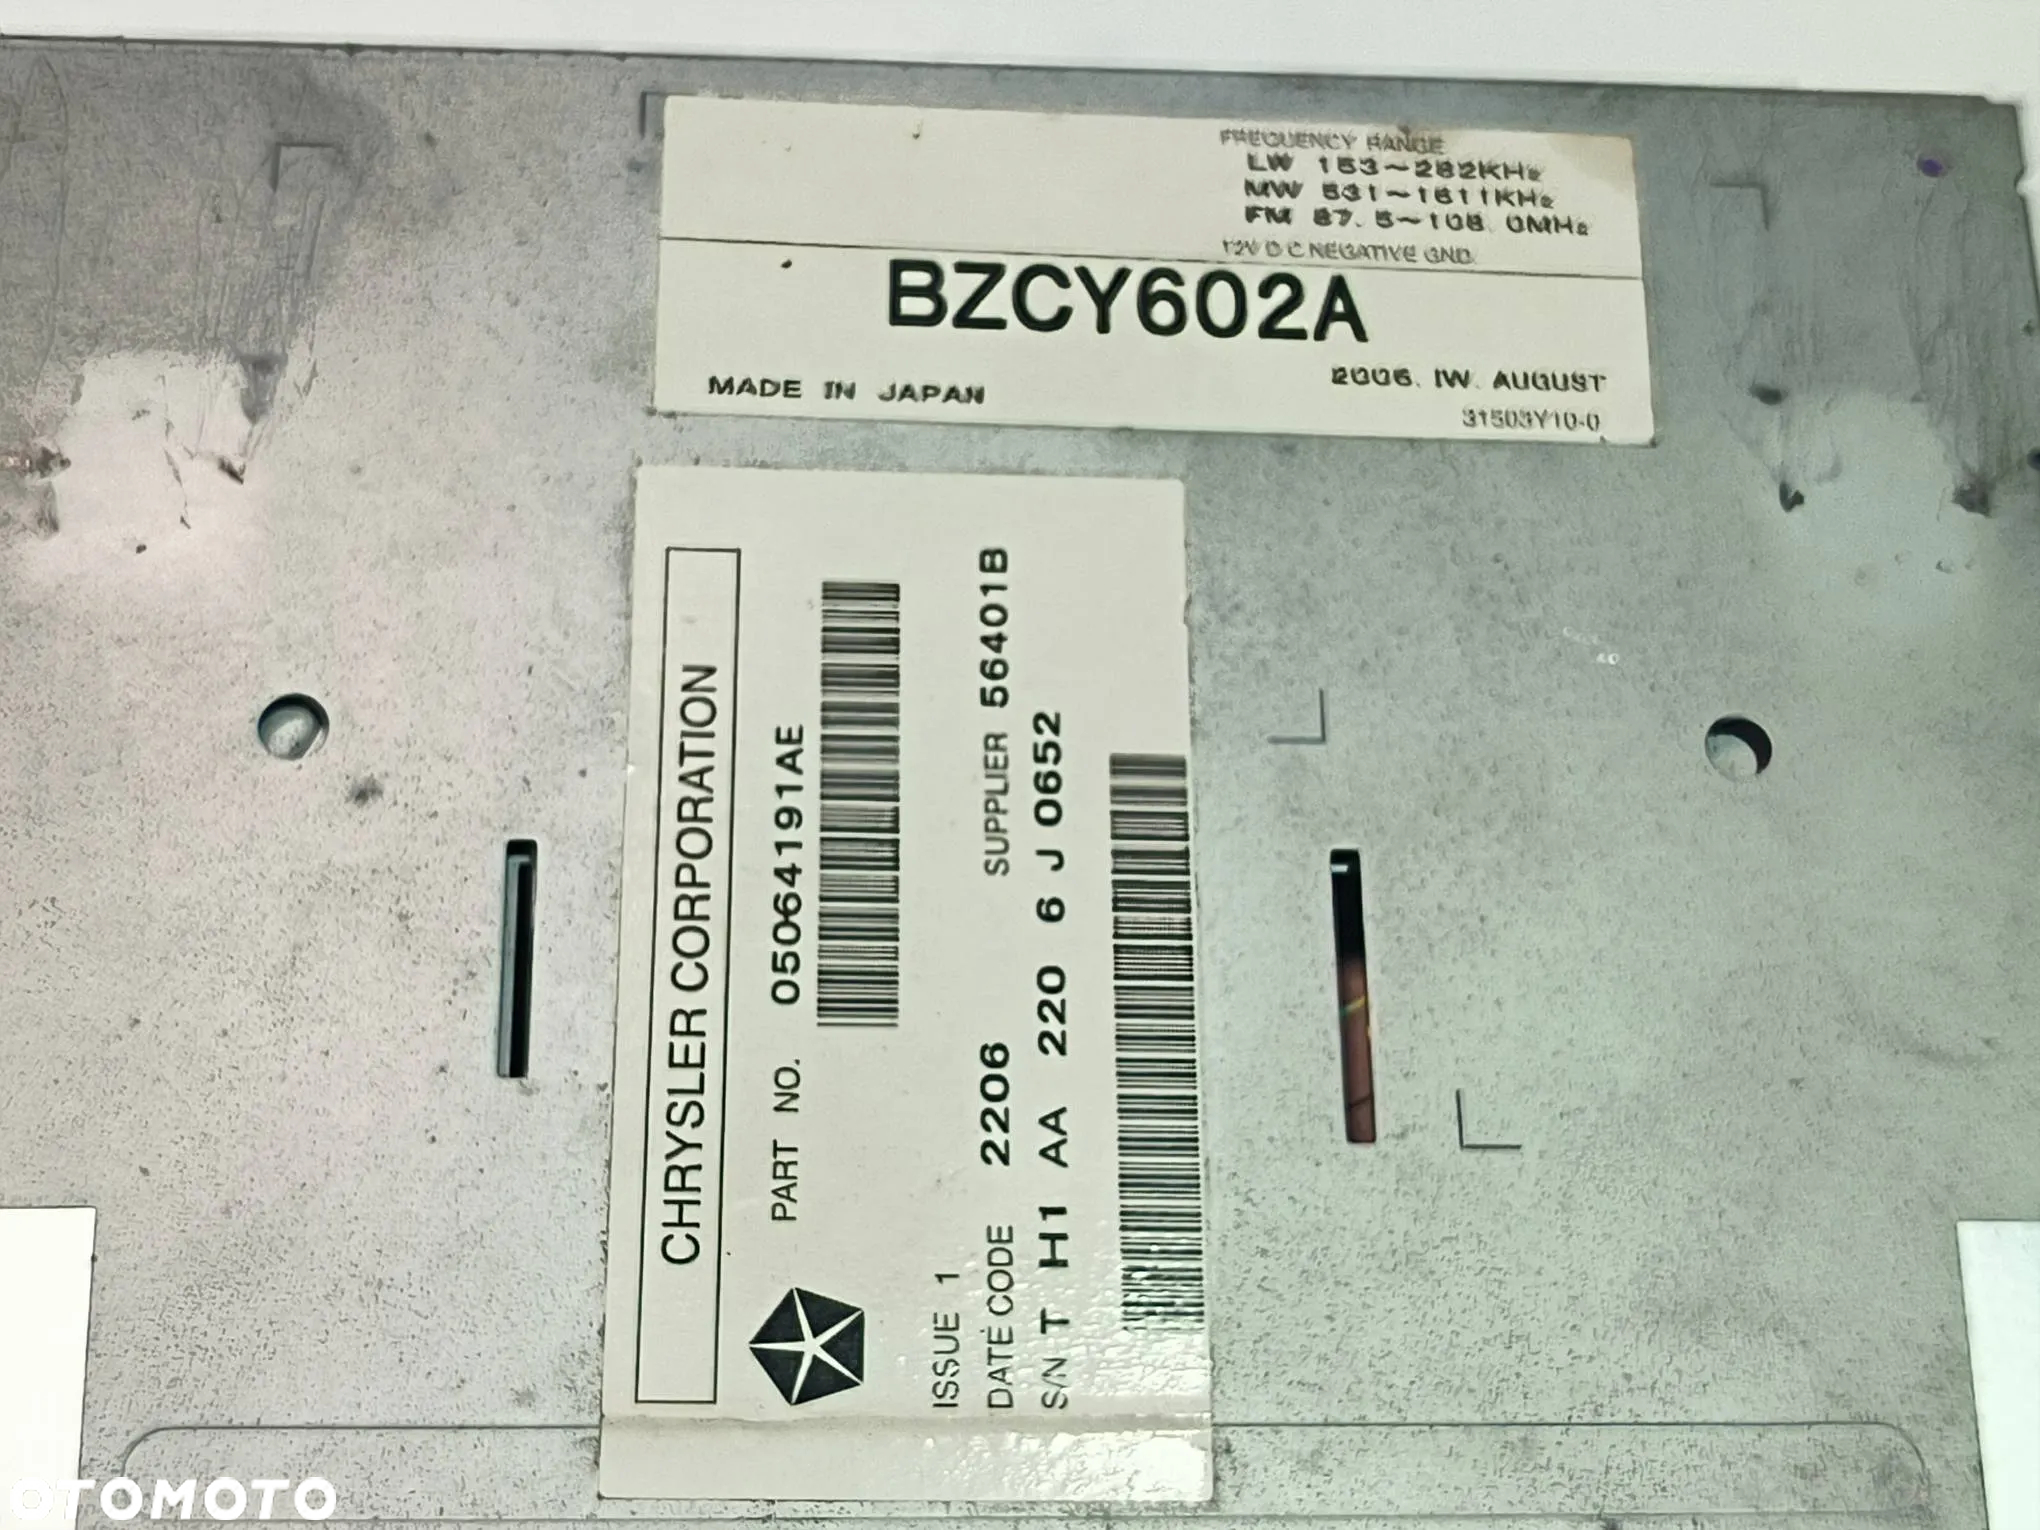 FREQUENCY RANGE
LW 153~282KHz
MW 531~1611KHz
FM 87.5~108.0MHz
12V D C NEGATIVE GND.
BZCY602A
MADE IN JAPAN
2006. IW. AUGUST
31503Y10-0
CHRYSLER CORPORATION
PART NO. 05064191AE
ISSUE 1
DATE CODE 2206 SUPPLIER 56401B
S/N T H1 AA 220 6 J 0652
OTOMOTO